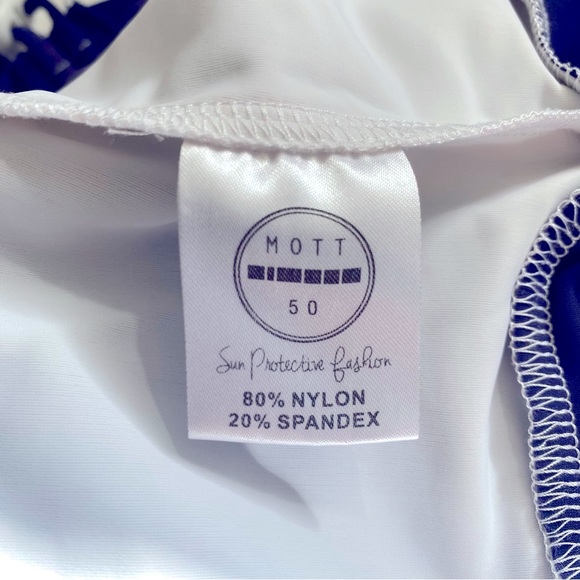 MOTT
50
Sun Protective Fashion
80% NYLON
20% SPANDEX